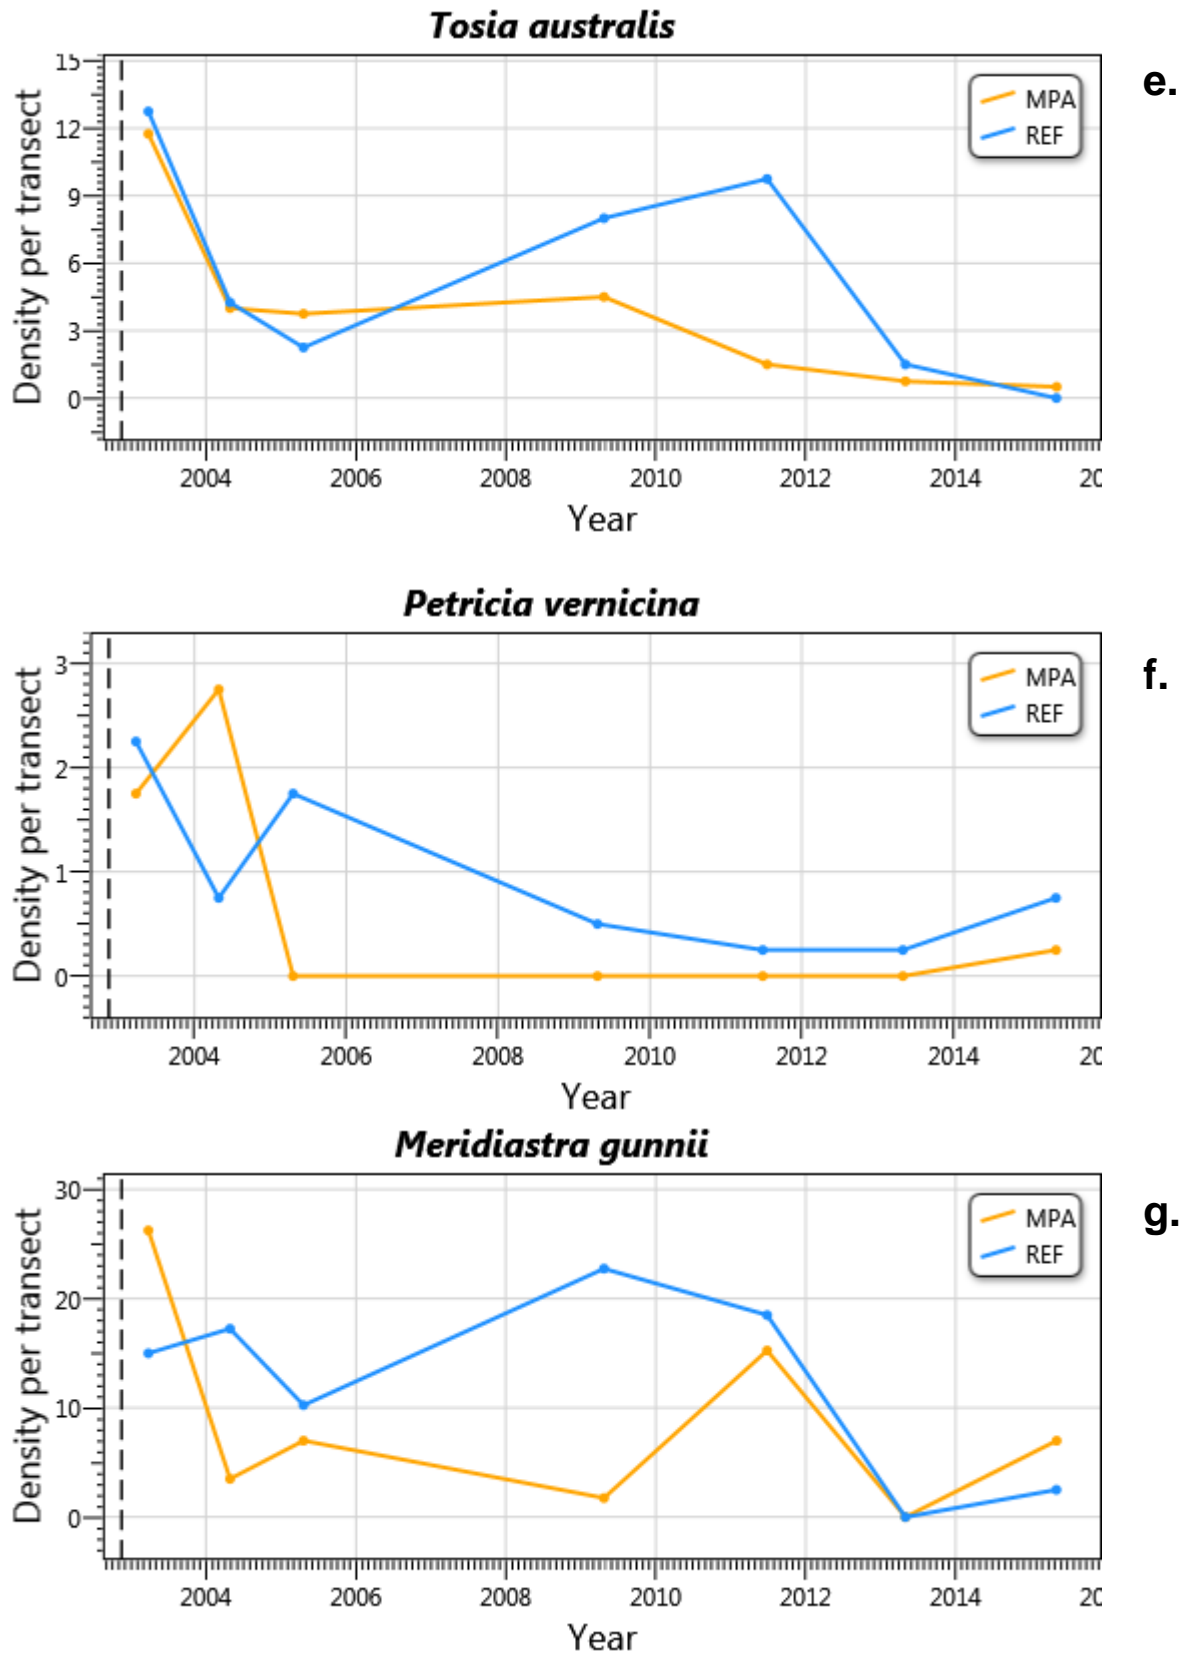 Tosia australis
e.
Density per transect
15
12
9
6
3
0
MPA
REF
2004 2006 2008 2010 2012 2014 20
Year
Petricia vernicina
f.
Density per transect
3
2
1
0
MPA
REF
2004 2006 2008 2010 2012 2014 20
Year
Meridiastra gunnii
g.
Density per transect
30
20
10
0
MPA
REF
2004 2006 2008 2010 2012 2014 20
Year